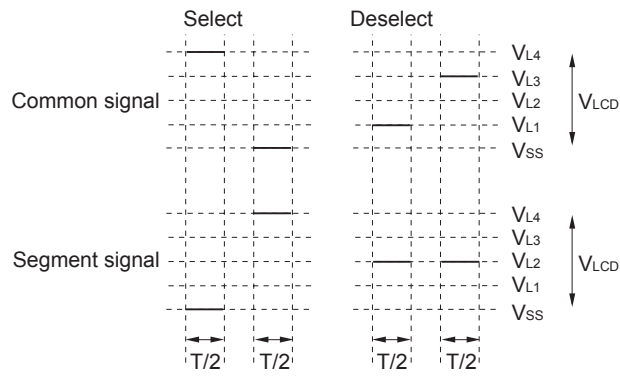 Select Deselect
VL4
VL3
Common signal VL2 VLCD
VL1
VSS
VL4
VL3
Segment signal VL2 VLCD
VL1
VSS
T/2 T/2 T/2 T/2